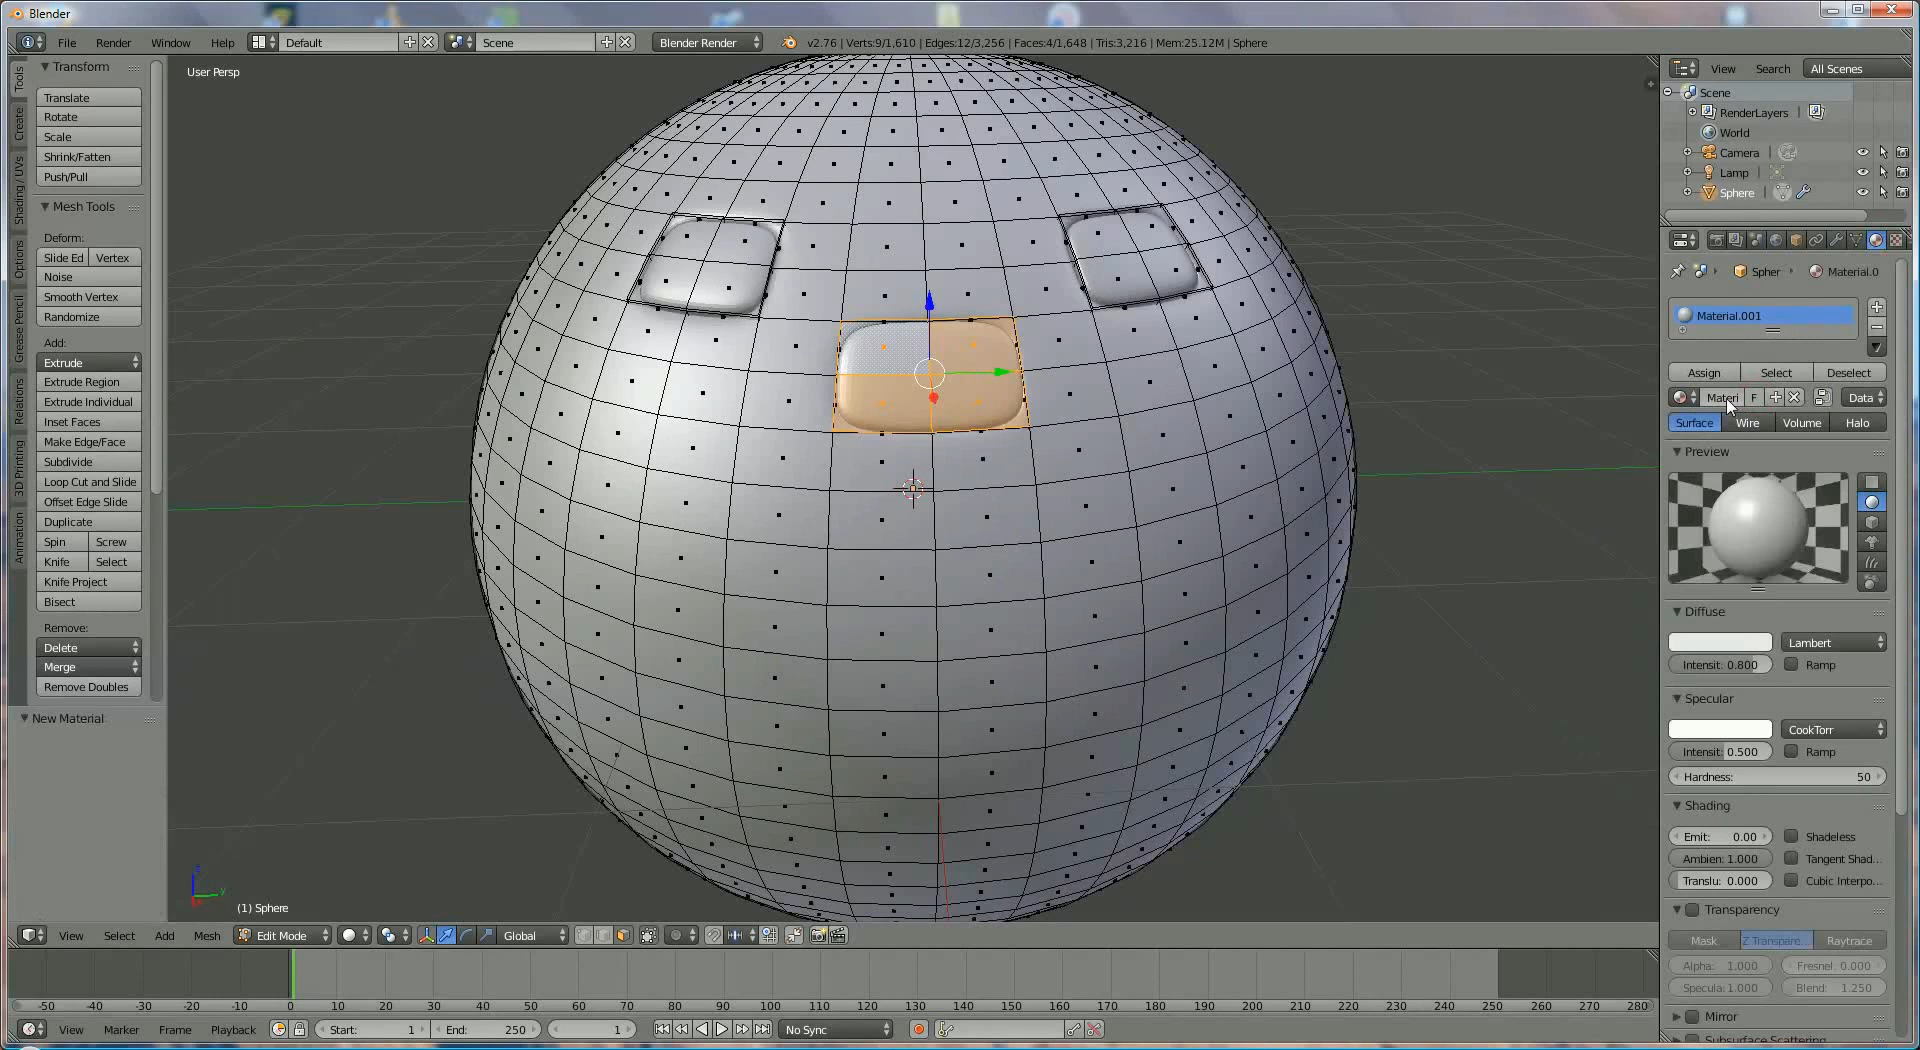 Blender
File Render Window Help Default Scene Blender Render v2.76 | Verts:9/1,610 | Edges:12/3,256 | Faces:4/1,648 | Tris:3,216 | Mem:25.12M | Sphere
Tools
Create
Shading / UVs
Options
Grease Pencil
Relations
3D Printing
Animation
Transform
Translate
Rotate
Scale
Shrink/Fatten
Push/Pull
Mesh Tools
Deform:
Slide Ed Vertex
Noise
Smooth Vertex
Randomize
Add:
Extrude
Extrude Region
Extrude Individual
Inset Faces
Make Edge/Face
Subdivide
Loop Cut and Slide
Offset Edge Slide
Duplicate
Spin Screw
Knife Select
Knife Project
Bisect
Remove:
Delete
Merge
Remove Doubles
New Material
User Persp
z
y
(1) Sphere
View Select Add Mesh Edit Mode Global
-50 -40 -30 -20 -10 0 10 20 30 40 50 60 70 80 90 100 110 120 130 140 150 160 170 180 190 200 210 220 230 240 250 260 270 280
View Marker Frame Playback Start: 1 End: 250 1 No Sync
View Search All Scenes
Scene
RenderLayers |
World
Camera |
Lamp |
Sphere |
Spher Material.0
Material.001
Assign Select Deselect
Materi F Data
Surface Wire Volume Halo
Preview
Diffuse
Lambert
Intensit: 0.800 Ramp
Specular
CookTorr
Intensit: 0.500 Ramp
Hardness: 50
Shading
Emit: 0.00 Shadeless
Ambien: 1.000 Tangent Shad...
Translu: 0.000 Cubic Interpo...
Transparency
Mask Z Transpare... Raytrace
Alpha: 1.000 Fresnel: 0.000
Specula: 1.000 Blend: 1.250
Mirror
Subsurface Scattering